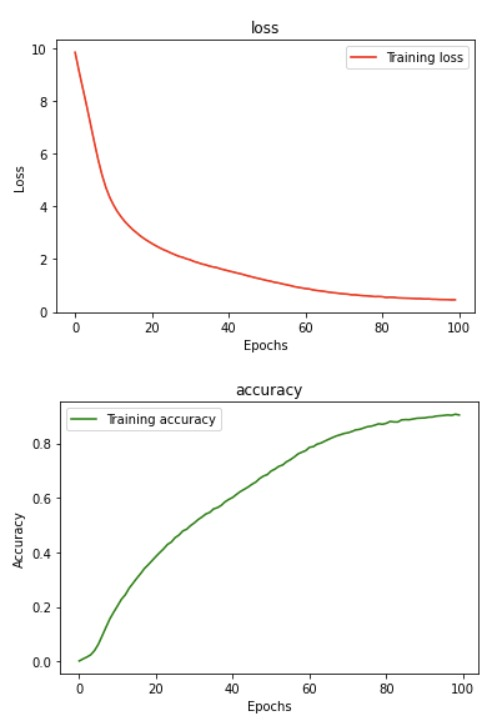 loss
Training loss
10
8
6
4
2
0
Loss
0 20 40 60 80 100
Epochs
accuracy
Training accuracy
0.8
0.6
0.4
0.2
0.0
Accuracy
0 20 40 60 80 100
Epochs